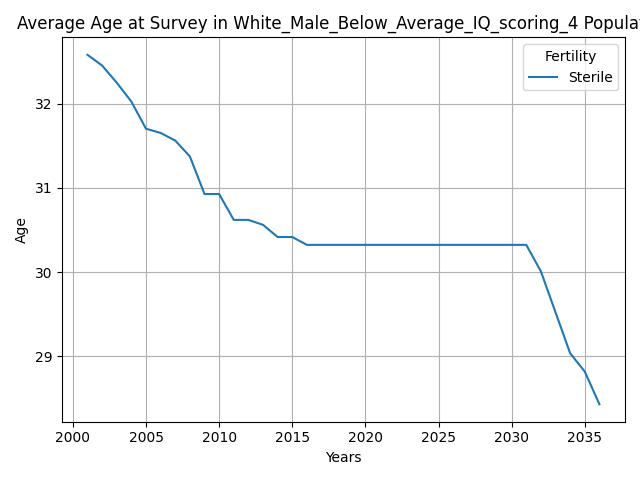 Average Age at Survey in White_Male_Below_Average_IQ_scoring_4 Populat
Fertility
Sterile
32
31
30
29
Age
2000 2005 2010 2015 2020 2025 2030 2035
Years